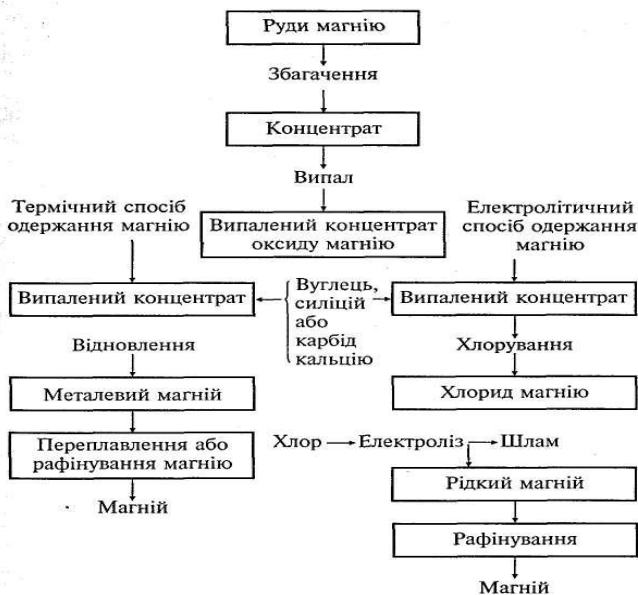 Руди магнію
Збагачення
Концентрат
Випал
Термічний спосіб
одержання магнію
Випалений концентрат
оксиду магнію
Електролітичний
спосіб одержання
магнію
Випалений концентрат
Вуглець,
силіцій
або
карбід
кальцію
Випалений концентрат
Відновлення
Хлорування
Металевий магній
Хлорид магнію
Переплавлення або
рафінування магнію
Хлор
Електроліз
Шлам
Магній
Рідкий магній
Рафінування
Магній